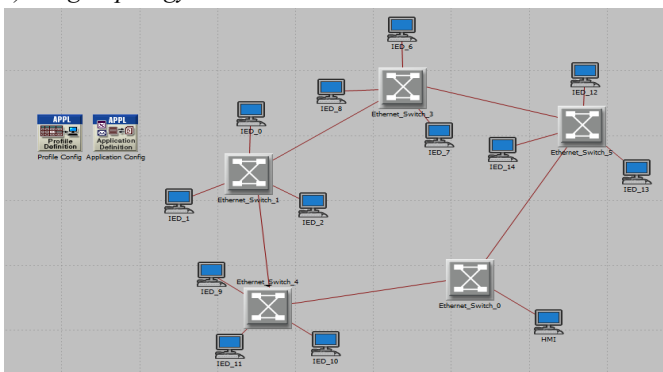 IED_6
IED_12
IED_8
IED_0
APPL
APPL
Profile
Definition
Application
Definition
Ethernet_Switch_3
Ethernet_Switch_5
Profile Config
Application Config
IED_7
IED_14
IED_13
Ethernet_Switch_1
IED_1
IED_2
Ethernet_Switch_4
IED_9
Ethernet_Switch_0
HMI
IED_11
IED_10